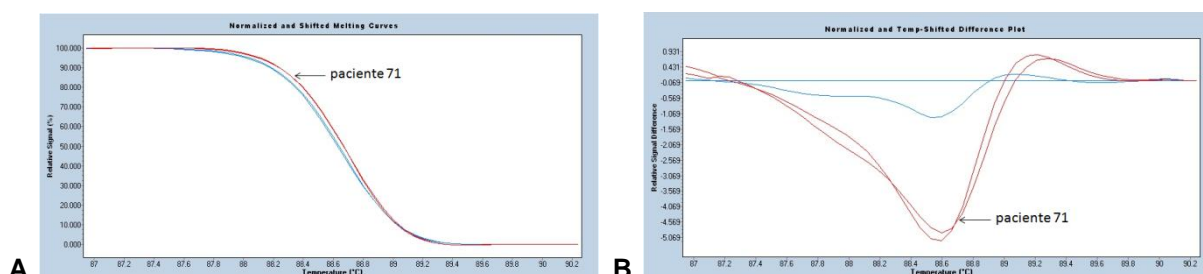 Normalized and Shifted Melting Curves
100.000
90.000
80.000
70.000
60.000
50.000
40.000
30.000
20.000
10.000
0.000
Relative Signal (%)
paciente 71
87 87.2 87.4 87.6 87.8 88 88.2 88.4 88.6 88.8 89 89.2 89.4 89.6 89.8 90 90.2
Temperature (°C)
A
Normalized and Temp-Shifted Difference Plot
0.931
0.431
-0.069
-0.569
-1.069
-1.569
-2.069
-2.569
-3.069
-3.569
-4.069
-4.569
-5.069
Relative Signal Difference
paciente 71
87 87.2 87.4 87.6 87.8 88 88.2 88.4 88.6 88.8 89 89.2 89.4 89.6 89.8 90 90.2
Temperature (°C)
B